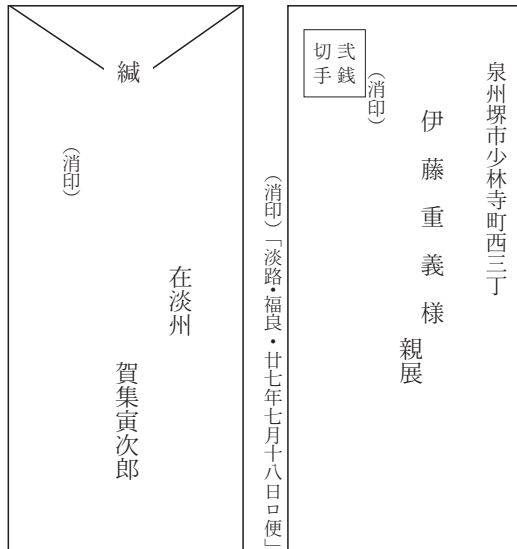 泉州堺市少林寺町西三丁
伊藤重義様
親展
弐銭
切手
(消印)
(消印)「淡路・福良・廿七年七月十八日ロ便」
緘
在淡州
賀集寅次郎
(消印)